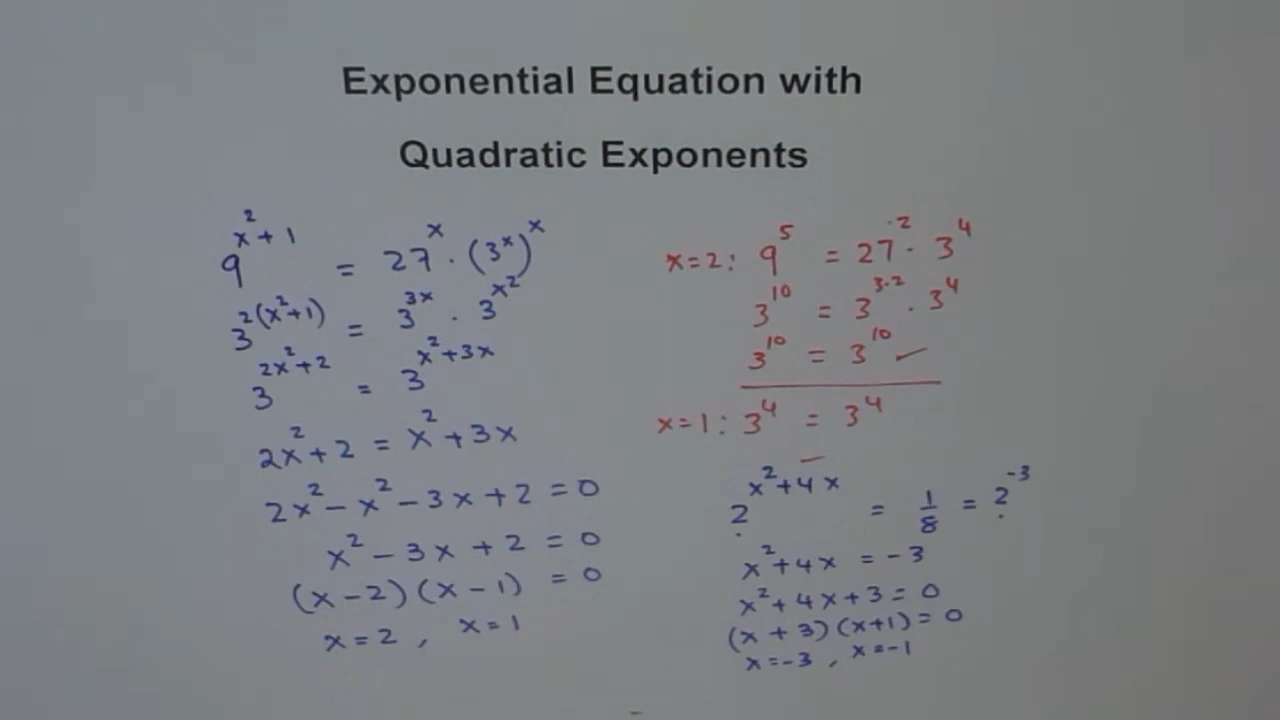 Exponential Equation with
Quadratic Exponents
9^(x²+1) = 27^x · (3^x)^x
3^(2(x²+1)) = 3^(3x) · 3^(x²)
3^(2x²+2) = 3^(x²+3x)
2x²+2 = x²+3x
2x²-x²-3x+2 = 0
x²-3x+2 = 0
(x-2)(x-1) = 0
x=2, x=1
x=2: 9^5 = 27^2 · 3^4
3^10 = 3^(3·2) · 3^4
3^10 = 3^10 ✓
x=1: 3^4 = 3^4
2^(x²+4x) = 1/8 = 2^(-3)
x²+4x = -3
x²+4x+3 = 0
(x+3)(x+1) = 0
x=-3, x=-1